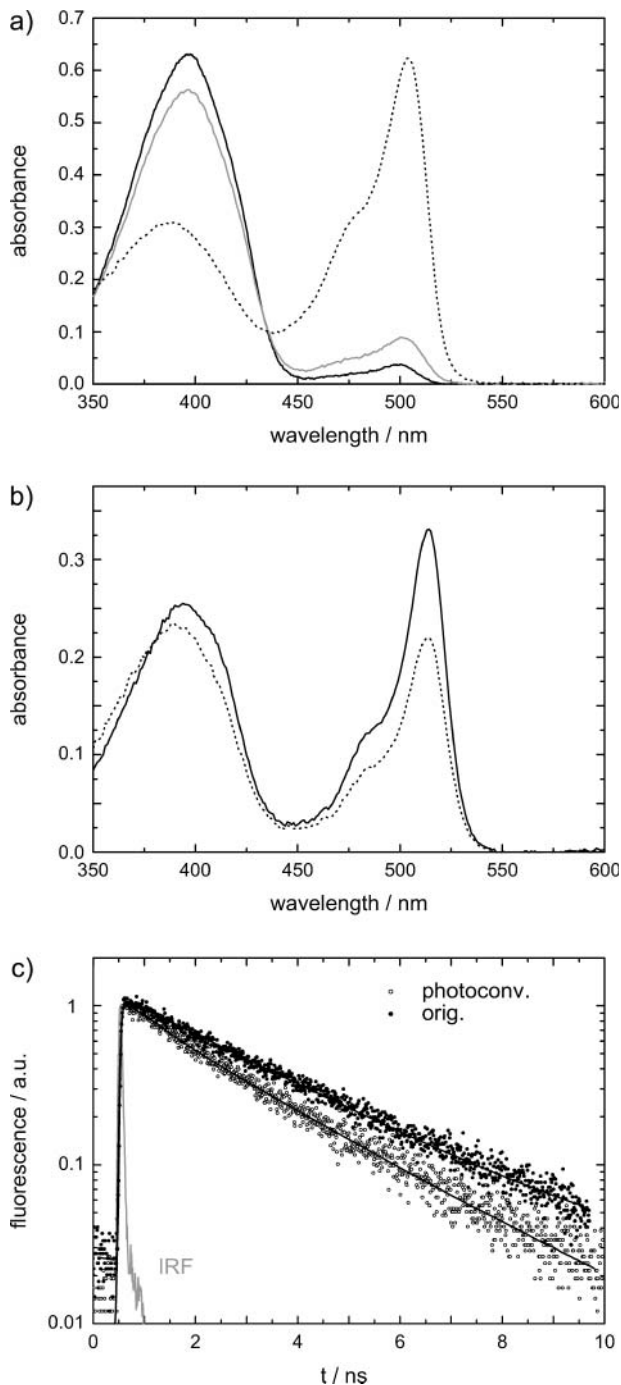 a)
0.7
0.6
0.5
0.4
0.3
0.2
0.1
0.0
absorbance
350 400 450 500 550 600
wavelength / nm
b)
0.3
0.2
0.1
0.0
absorbance
350 400 450 500 550 600
wavelength / nm
c)
photoconv.
orig.
1
0.1
0.01
fluorescence / a.u.
IRF
0 2 4 6 8 10
t / ns